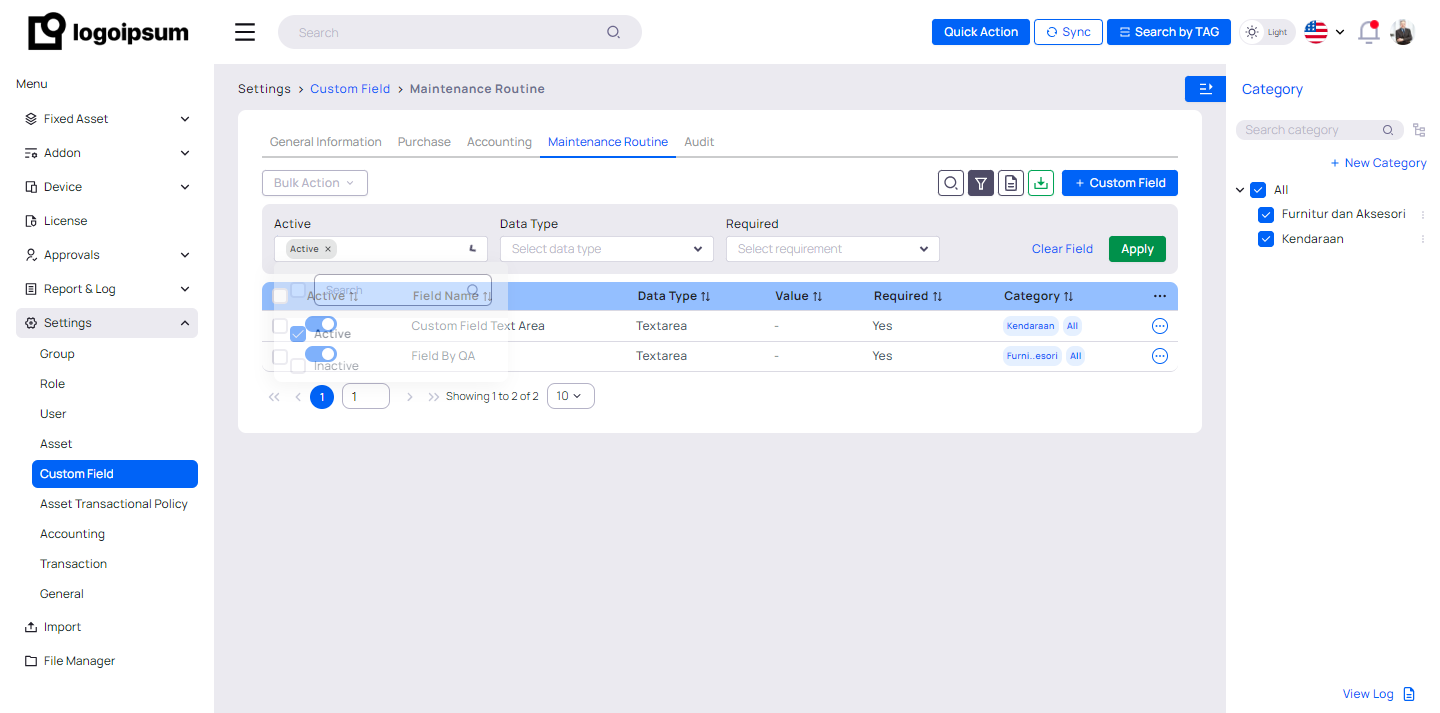 logoipsum
Search
Quick Action
Sync
Search by TAG
Light
Menu
Fixed Asset
Addon
Device
License
Approvals
Report & Log
Settings
Group
Role
User
Asset
Custom Field
Asset Transactional Policy
Accounting
Transaction
General
Import
File Manager
Settings > Custom Field > Maintenance Routine
General Information Purchase Accounting Maintenance Routine Audit
Bulk Action
+ Custom Field
Active Data Type Required
Active × Select data type Select requirement Clear Field Apply
Search
Active
Inactive
Active Field Name Data Type Value Required Category
Custom Field Text Area Textarea - Yes Kendaraan All
Field By QA Textarea - Yes Furni..esori All
1 1 Showing 1 to 2 of 2 10
Category
Search category
+ New Category
All
Furnitur dan Aksesori
Kendaraan
View Log